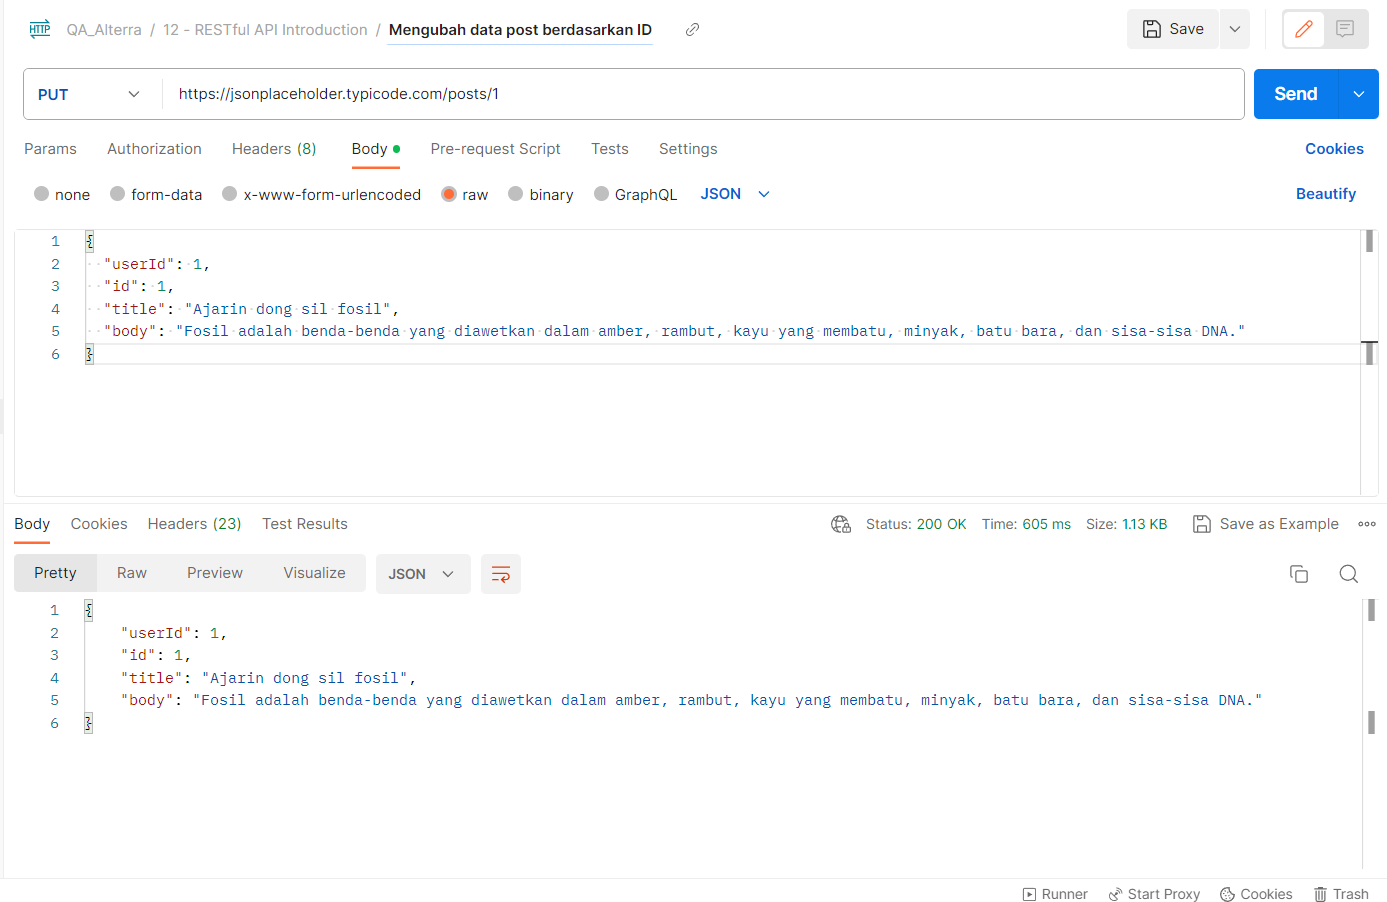 HTTP QA_Alterra / 12 - RESTful API Introduction / Mengubah data post berdasarkan ID Save
PUT https://jsonplaceholder.typicode.com/posts/1 Send
Params Authorization Headers (8) Body Pre-request Script Tests Settings Cookies
none form-data x-www-form-urlencoded raw binary GraphQL JSON Beautify
1 {
2 "userId": 1,
3 "id": 1,
4 "title": "Ajarin dong sil fosil",
5 "body": "Fosil adalah benda-benda yang diawetkan dalam amber, rambut, kayu yang membatu, minyak, batu bara, dan sisa-sisa DNA."
6 }
Body Cookies Headers (23) Test Results Status: 200 OK Time: 605 ms Size: 1.13 KB Save as Example
Pretty Raw Preview Visualize JSON
1 {
2 "userId": 1,
3 "id": 1,
4 "title": "Ajarin dong sil fosil",
5 "body": "Fosil adalah benda-benda yang diawetkan dalam amber, rambut, kayu yang membatu, minyak, batu bara, dan sisa-sisa DNA."
6 }
Runner Start Proxy Cookies Trash